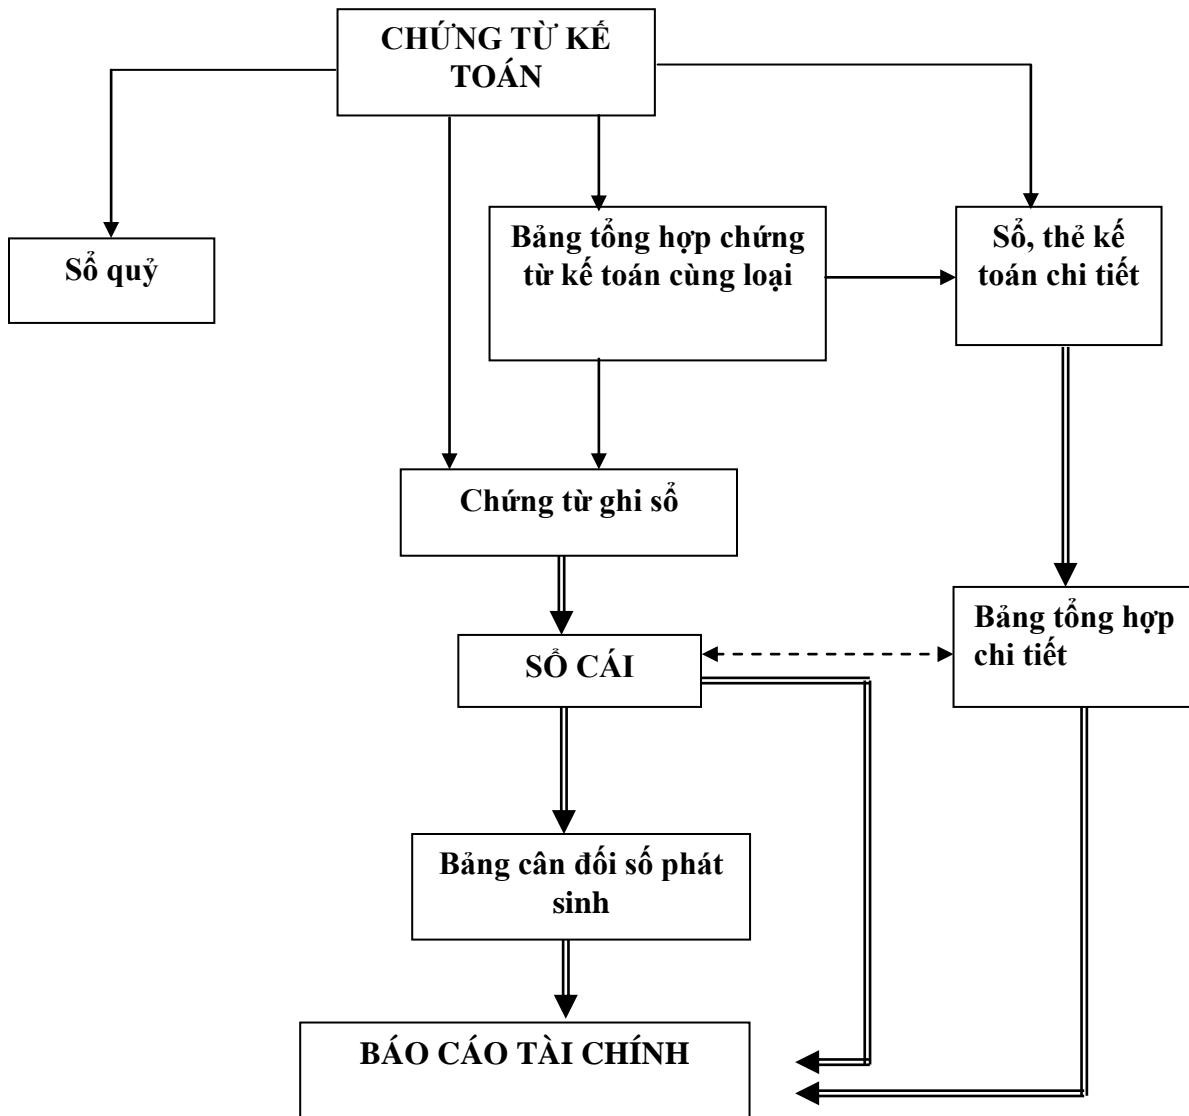 CHỨNG TỪ KẾ
TOÁN
Sổ quỷ
Bảng tổng hợp chứng
từ kế toán cùng loại
Sổ, thẻ kế
toán chi tiết
Chứng từ ghi sổ
SỔ CÁI
Bảng tổng hợp
chi tiết
Bảng cân đối số phát
sinh
BÁO CÁO TÀI CHÍNH